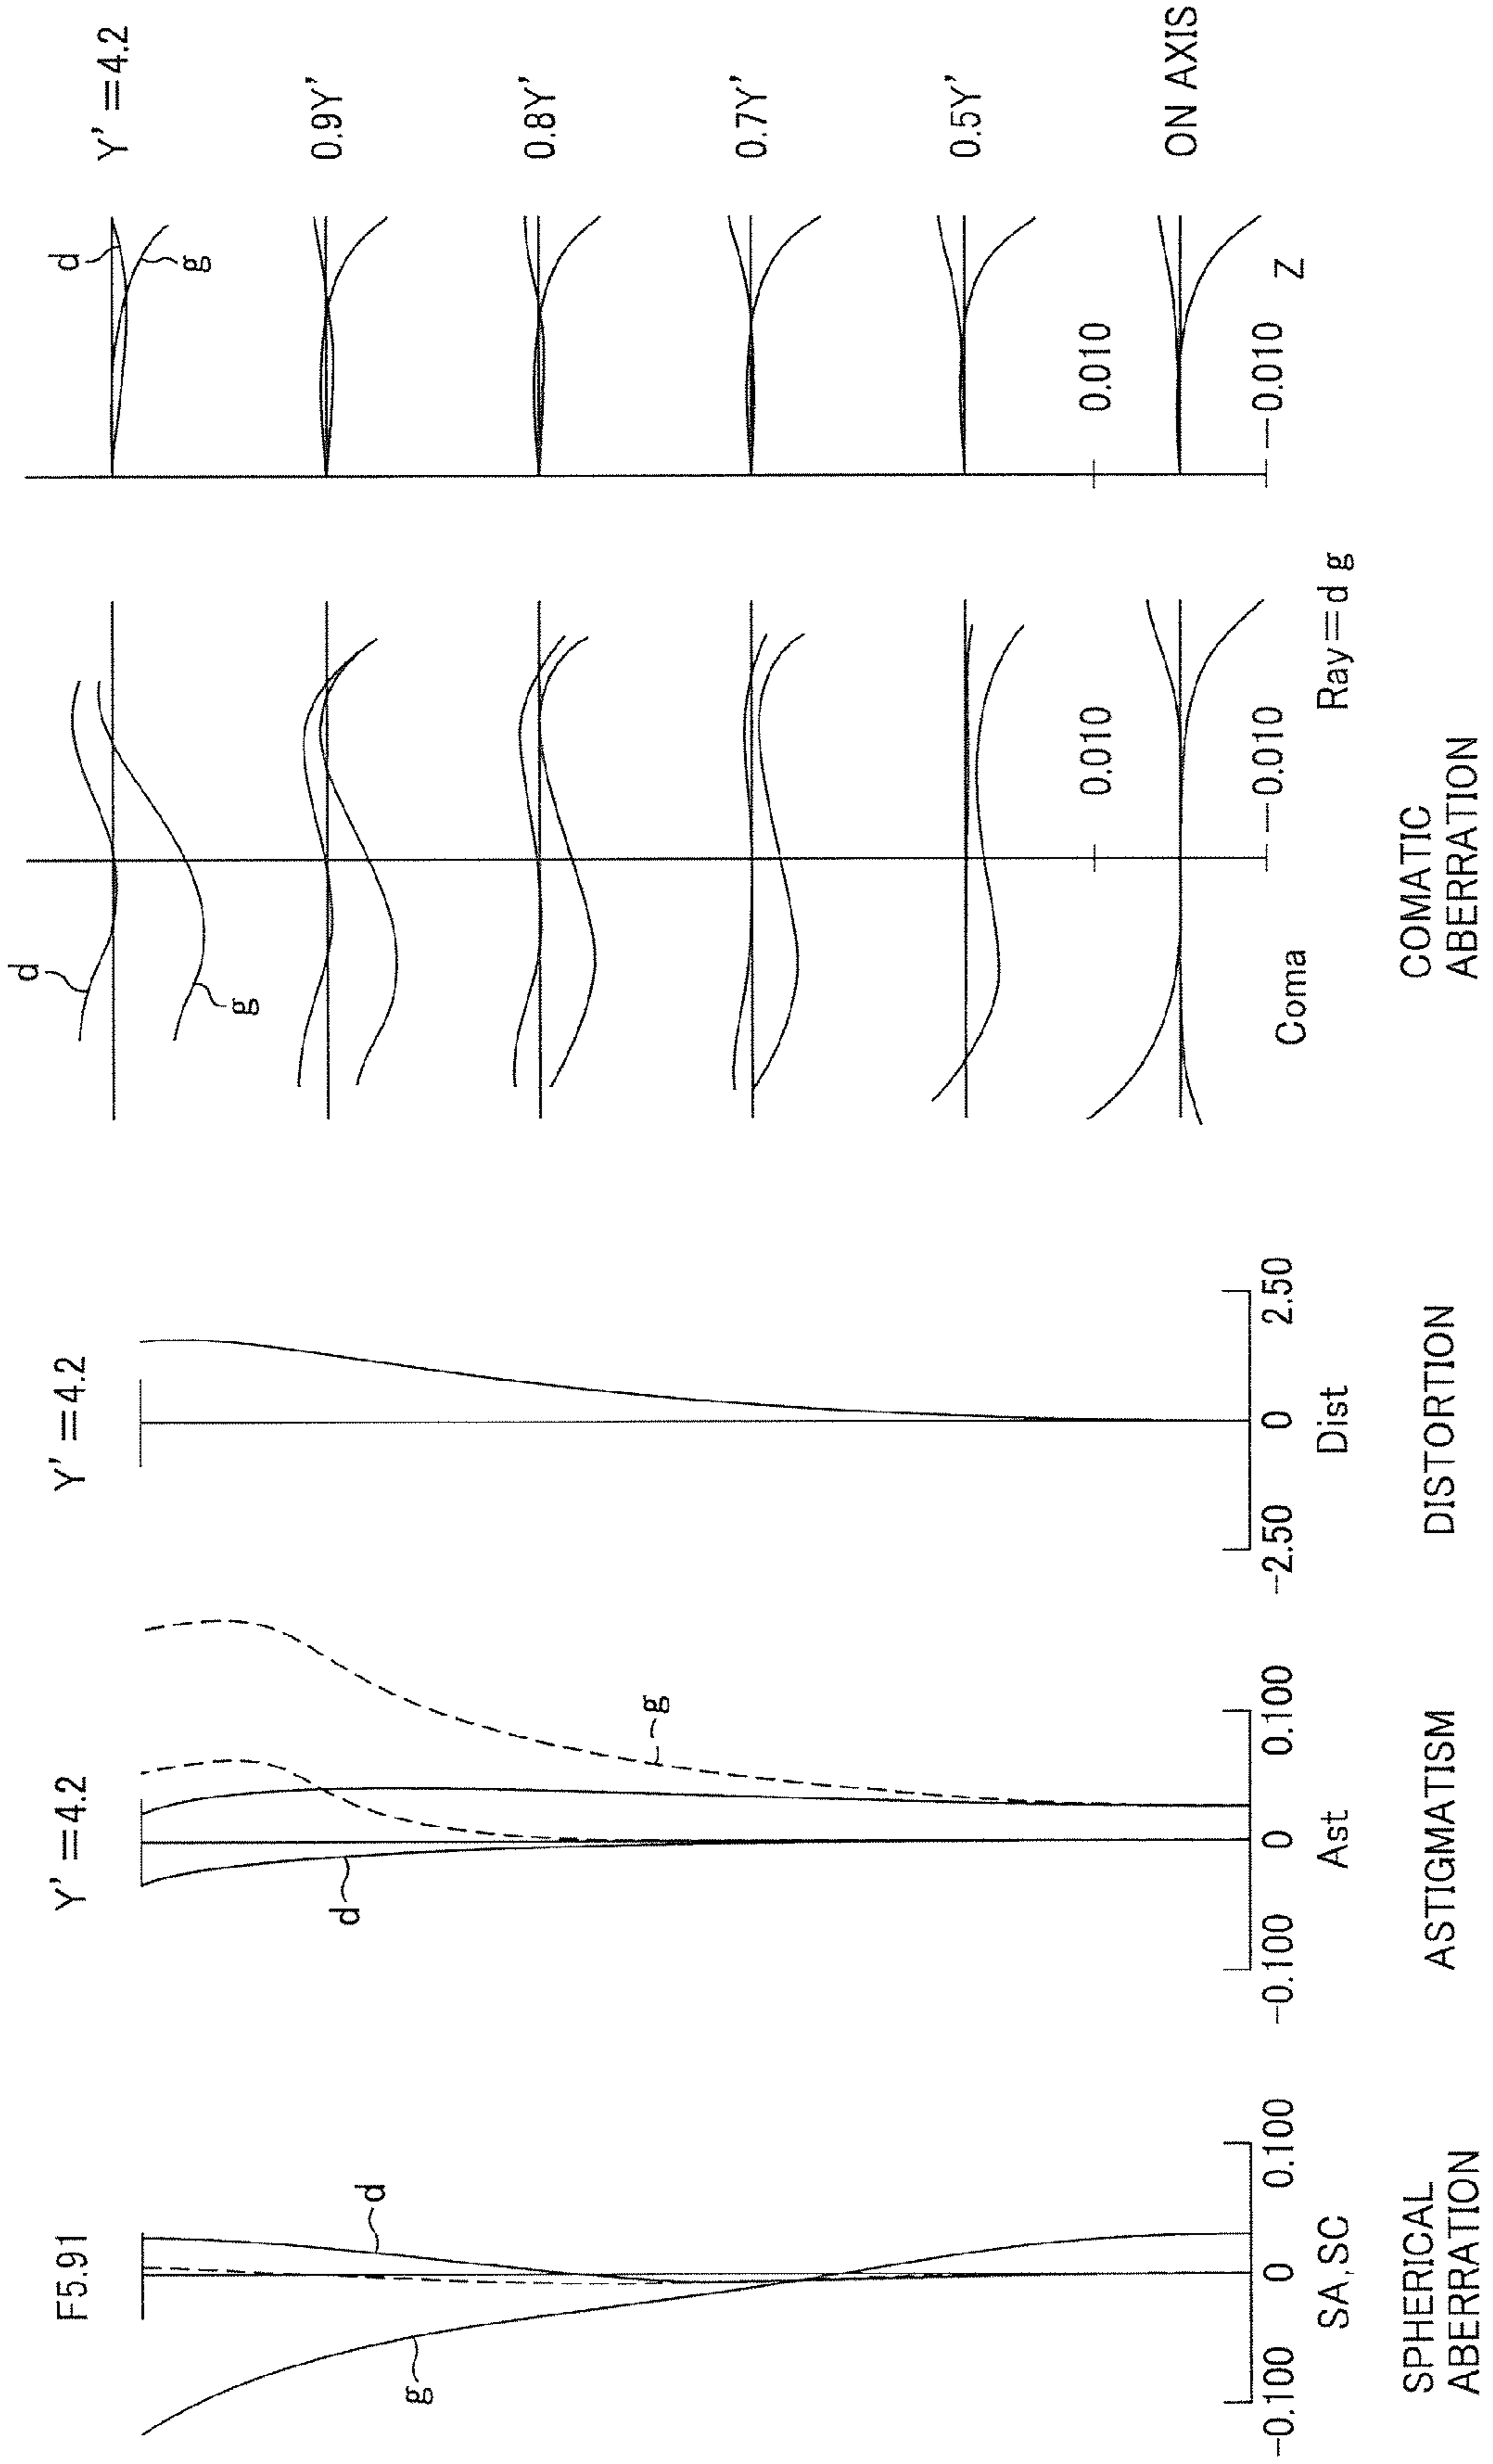 F5.91
d
g
-0.100
0
0.100
SA,SC
SPHERICAL
ABERRATION
Y' =4.2
d
g
-0.100
0
0.100
Ast
ASTIGMATISM
Y' =4.2
-2.50
0
2.50
Dist
DISTORTION
d
g
0.010
-0.010
Coma
Ray=d g
COMATIC
ABERRATION
d
g
0.010
-0.010
Z
Y' =4.2
0.9Y'
0.8Y'
0.7Y'
0.5Y'
ON AXIS